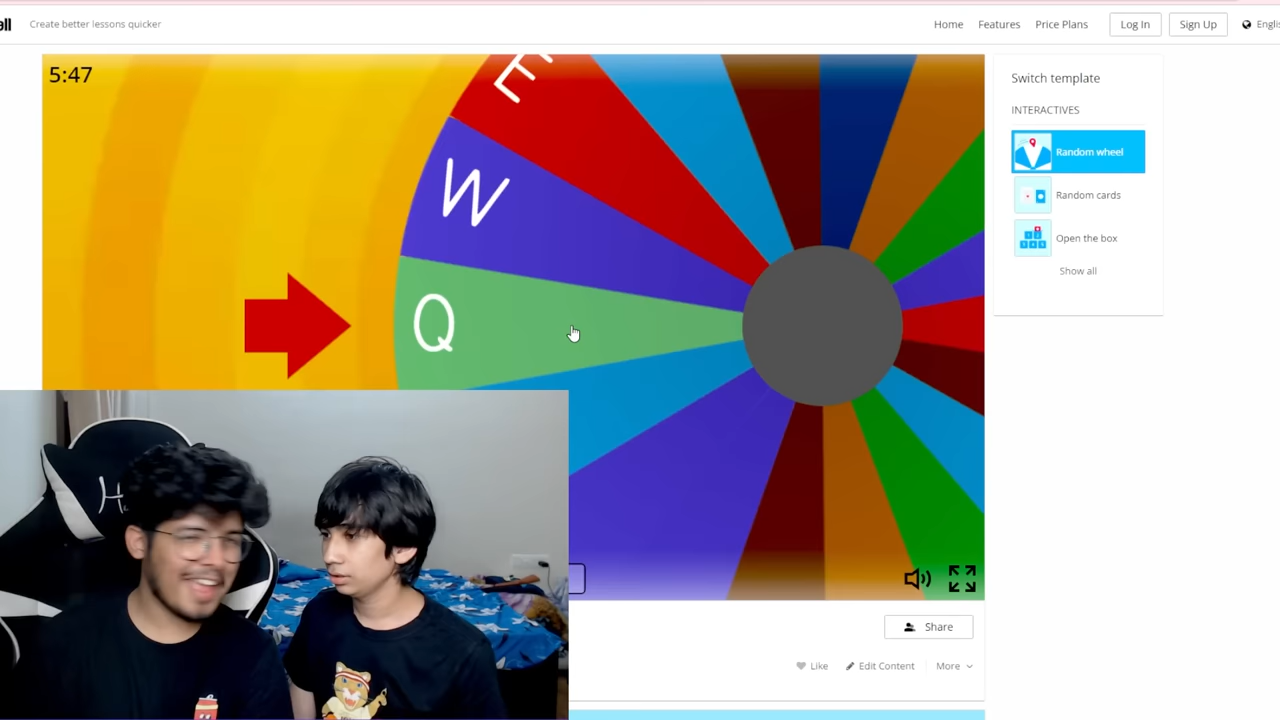 Create better lessons quicker
Home
Features
Price Plans
Log In
Sign Up
5:47
E
W
Q
Switch template
INTERACTIVES
Random wheel
Random cards
Open the box
Show all
Share
Like
Edit Content
More